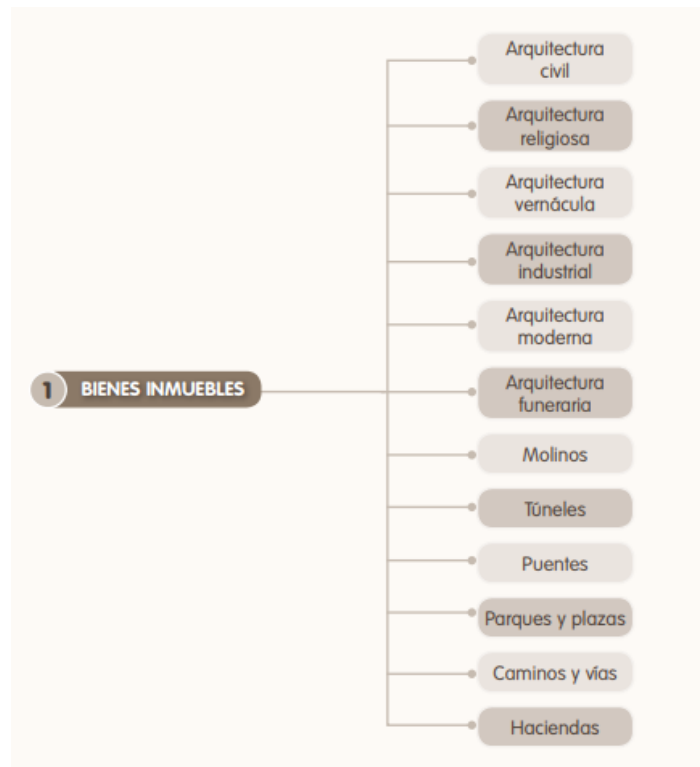 Arquitectura
civil
Arquitectura
religiosa
Arquitectura
vernácula
Arquitectura
industrial
Arquitectura
moderna
1 BIENES INMUEBLES
Arquitectura
funeraria
Molinos
Túneles
Puentes
Parques y plazas
Caminos y vías
Haciendas